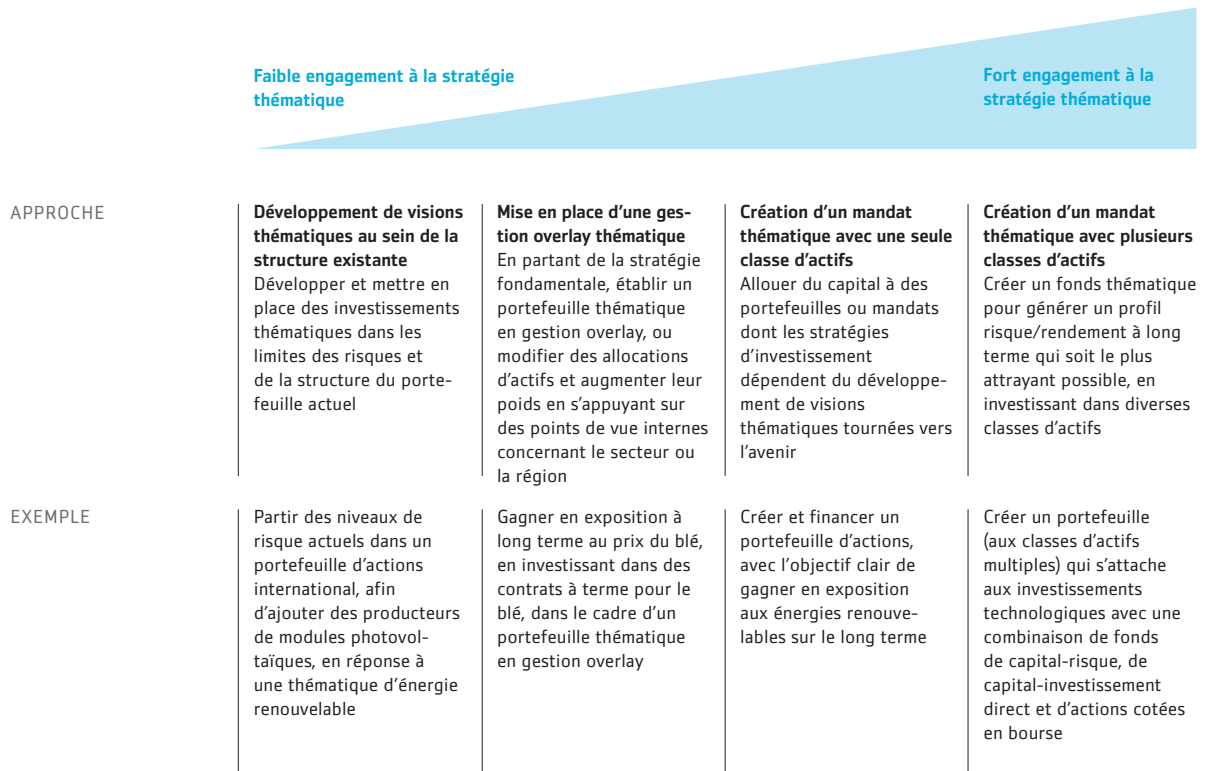 Faible engagement à la stratégie
thématique
Fort engagement à la
stratégie thématique
APPROCHE
Développement de visions
thématiques au sein de la
structure existante
Développer et mettre en
place des investissements
thématiques dans les
limites des risques et
de la structure du porte-
feuille actuel
Mise en place d'une ges-
tion overlay thématique
En partant de la stratégie
fondamentale, établir un
portefeuille thématique
en gestion overlay, ou
modifier des allocations
d'actifs et augmenter leur
poids en s'appuyant sur
des points de vue internes
concernant le secteur ou
la région
Création d'un mandat
thématique avec une seule
classe d'actifs
Allouer du capital à des
portefeuilles ou mandats
dont les stratégies
d'investissement
dépendent du développe-
ment de visions
thématiques tournées vers
l'avenir
Création d'un mandat
thématique avec plusieurs
classes d'actifs
Créer un fonds thématique
pour générer un profil
risque/rendement à long
terme qui soit le plus
attrayant possible, en
investissant dans diverses
classes d'actifs
EXEMPLE
Partir des niveaux de
risque actuels dans un
portefeuille d'actions
international, afin
d'ajouter des producteurs
de modules photovol-
taïques, en réponse à
une thématique d'énergie
renouvelable
Gagner en exposition à
long terme au prix du blé,
en investissant dans des
contrats à terme pour le
blé, dans le cadre d'un
portefeuille thématique
en gestion overlay
Créer et financer un
portefeuille d'actions,
avec l'objectif clair de
gagner en exposition
aux énergies renouve-
lables sur le long terme
Créer un portefeuille
(aux classes d'actifs
multiples) qui s'attache
aux investissements
technologiques avec une
combinaison de fonds
de capital-risque, de
capital-investissement
direct et d'actions cotées
en bourse